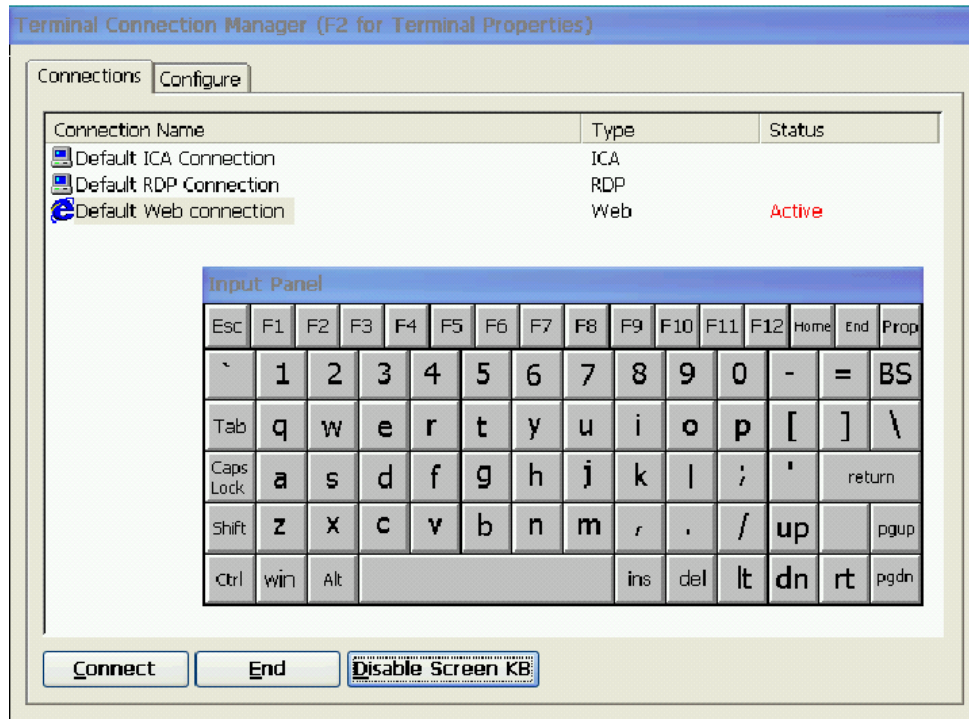 Terminal Connection Manager (F2 for Terminal Properties)
Connections Configure
Connection Name Type Status
Default ICA Connection ICA
Default RDP Connection RDP
Default Web connection Web Active
Input Panel
Esc F1 F2 F3 F4 F5 F6 F7 F8 F9 F10 F11 F12 Home End Prop
` 1 2 3 4 5 6 7 8 9 0 - = BS
Tab q w e r t y u i o p [ ] \
Caps Lock a s d f g h j k l ; ' return
Shift z x c v b n m , . / up pgup
Ctrl win Alt ins del lt dn rt pgdn
Connect End Disable Screen KB